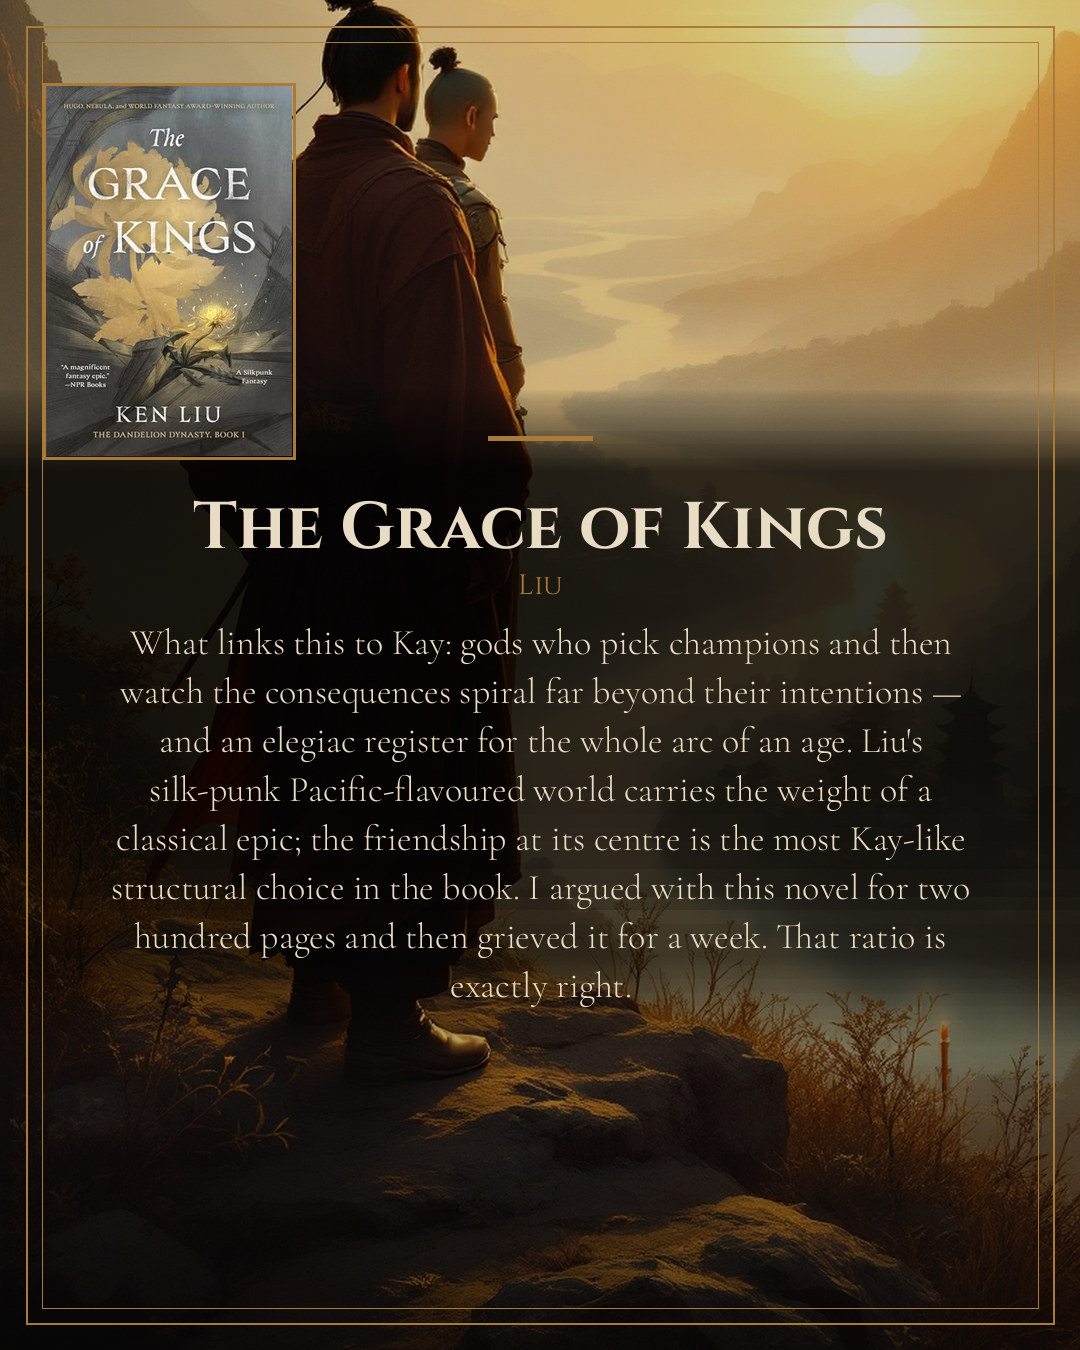 HUGO, NEBULA, and WORLD FANTASY AWARD–WINNING AUTHOR
The
GRACE
of KINGS
"A magnificent
fantasy epic."
—NPR Books
A Silkpunk
Fantasy
KEN LIU
THE DANDELION DYNASTY, BOOK I
The Grace of Kings
Liu
What links this to Kay: gods who pick champions and then
watch the consequences spiral far beyond their intentions —
and an elegiac register for the whole arc of an age. Liu's
silk-punk Pacific-flavoured world carries the weight of a
classical epic; the friendship at its centre is the most Kay-like
structural choice in the book. I argued with this novel for two
hundred pages and then grieved it for a week. That ratio is
exactly right.